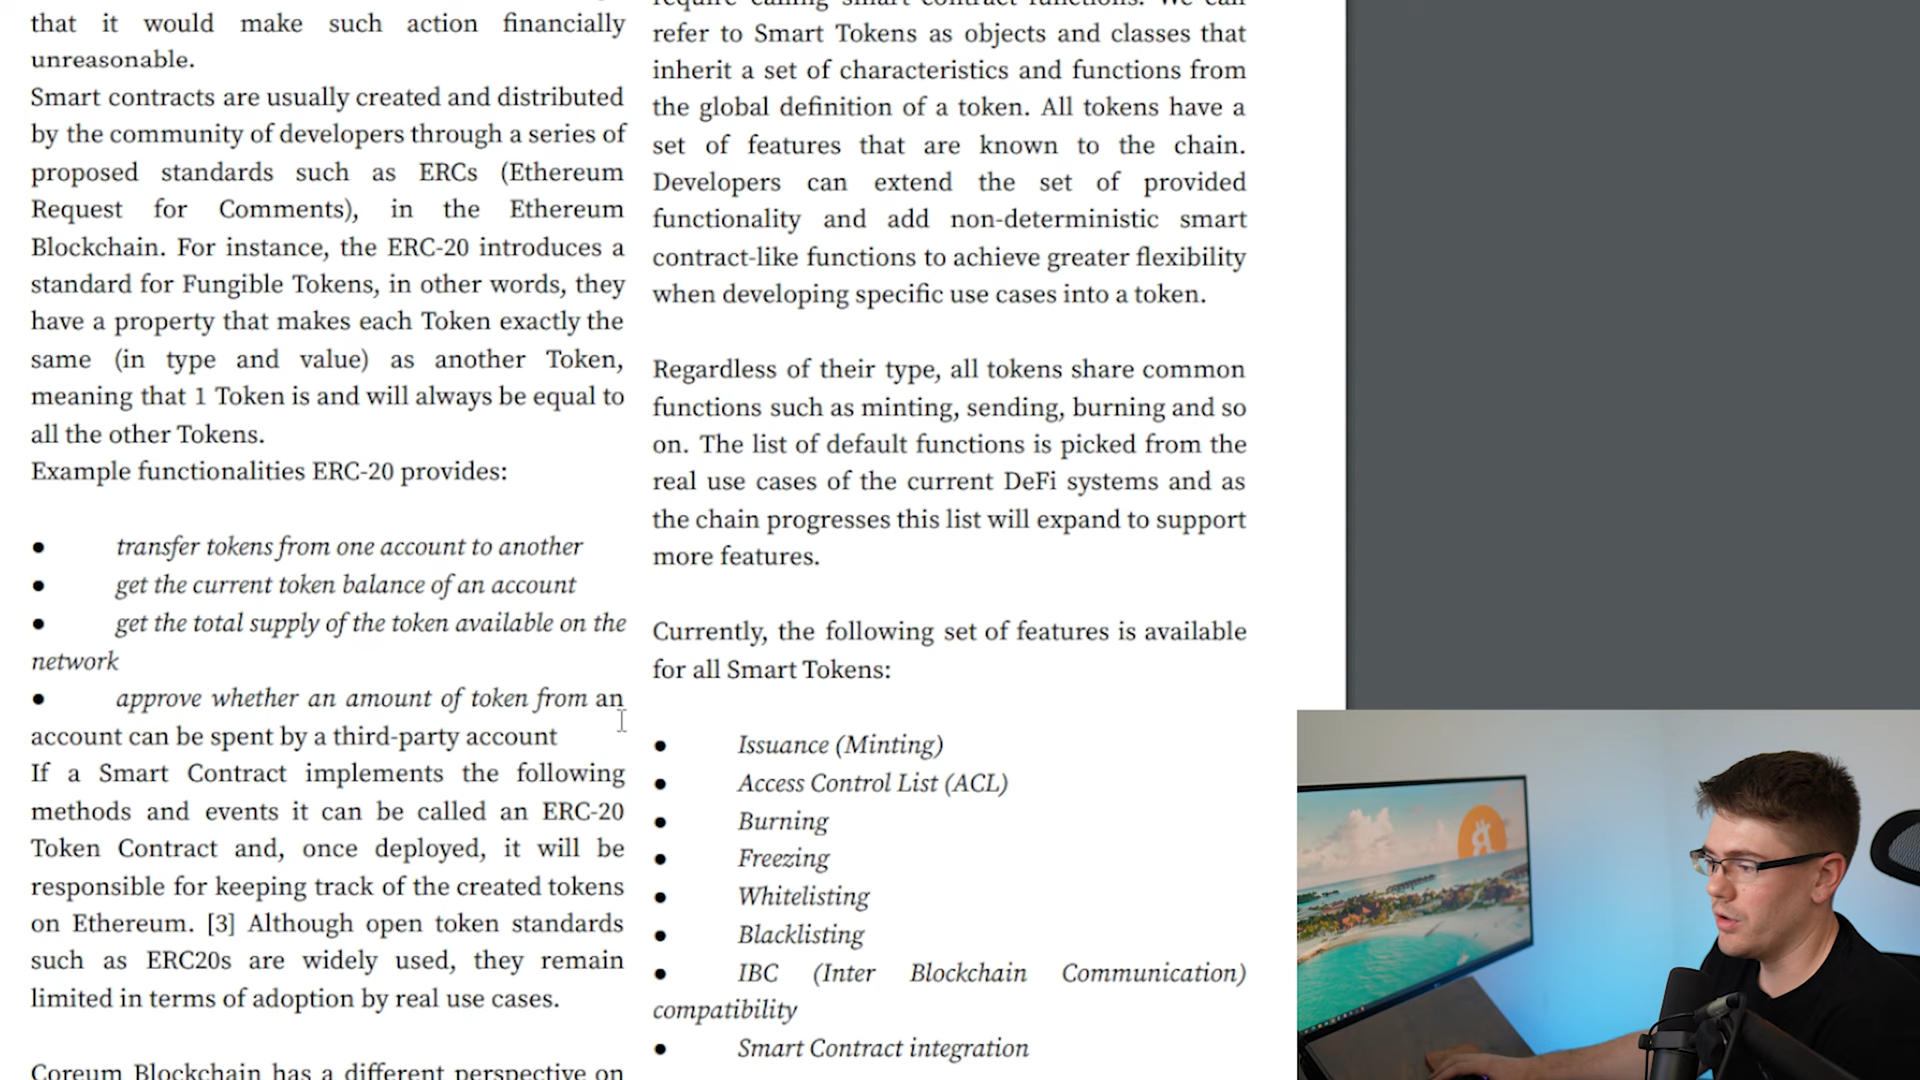 that it would make such action financially
unreasonable.
Smart contracts are usually created and distributed
by the community of developers through a series of
proposed standards such as ERCs (Ethereum
Request for Comments), in the Ethereum
Blockchain. For instance, the ERC-20 introduces a
standard for Fungible Tokens, in other words, they
have a property that makes each Token exactly the
same (in type and value) as another Token,
meaning that 1 Token is and will always be equal to
all the other Tokens.
Example functionalities ERC-20 provides:
● transfer tokens from one account to another
● get the current token balance of an account
● get the total supply of the token available on the
network
● approve whether an amount of token from an
account can be spent by a third-party account
If a Smart Contract implements the following
methods and events it can be called an ERC-20
Token Contract and, once deployed, it will be
responsible for keeping track of the created tokens
on Ethereum. [3] Although open token standards
such as ERC20s are widely used, they remain
limited in terms of adoption by real use cases.
Coreum Blockchain has a different perspective on
require calling smart contract functions. We can
refer to Smart Tokens as objects and classes that
inherit a set of characteristics and functions from
the global definition of a token. All tokens have a
set of features that are known to the chain.
Developers can extend the set of provided
functionality and add non-deterministic smart
contract-like functions to achieve greater flexibility
when developing specific use cases into a token.
Regardless of their type, all tokens share common
functions such as minting, sending, burning and so
on. The list of default functions is picked from the
real use cases of the current DeFi systems and as
the chain progresses this list will expand to support
more features.
Currently, the following set of features is available
for all Smart Tokens:
● Issuance (Minting)
● Access Control List (ACL)
● Burning
● Freezing
● Whitelisting
● Blacklisting
● IBC (Inter Blockchain Communication)
compatibility
● Smart Contract integration